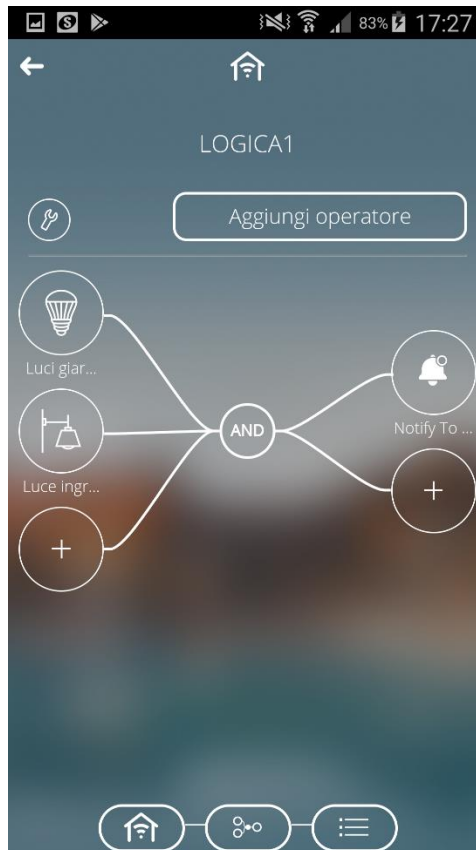 83% 17:27
LOGICA1
Aggiungi operatore
Luci giar...
AND
Notify To ...
Luce ingr...